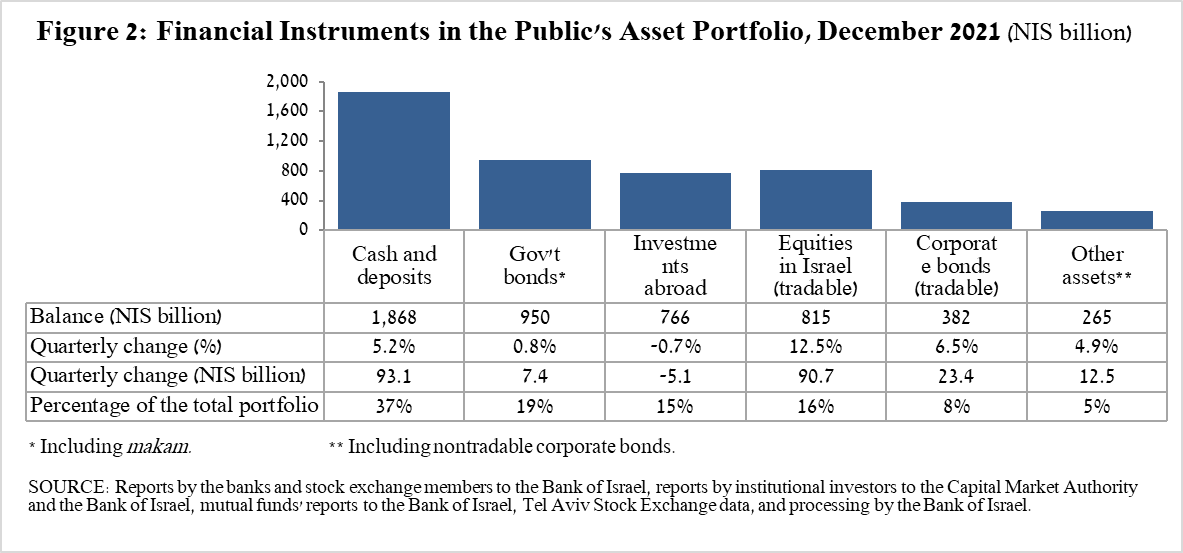 Figure 2: Financial Instruments in the Public's Asset Portfolio, December 2021 (NIS billion)
2,000
1,600
1,200
800
400
0
Cash and deposits
Gov't bonds*
Investme nts abroad
Equities in Israel (tradable)
Corporat e bonds (tradable)
Other assets**
Balance (NIS billion) 1,868 950 766 815 382 265
Quarterly change (%) 5.2% 0.8% -0.7% 12.5% 6.5% 4.9%
Quarterly change (NIS billion) 93.1 7.4 -5.1 90.7 23.4 12.5
Percentage of the total portfolio 37% 19% 15% 16% 8% 5%
* Including makam. ** Including nontradable corporate bonds.
SOURCE: Reports by the banks and stock exchange members to the Bank of Israel, reports by institutional investors to the Capital Market Authority
and the Bank of Israel, mutual funds' reports to the Bank of Israel, Tel Aviv Stock Exchange data, and processing by the Bank of Israel.